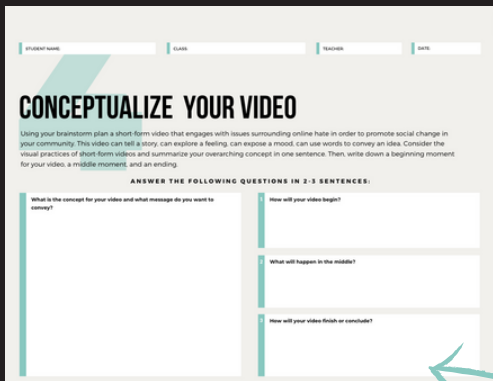 STUDENT NAME: CLASS: TEACHER: DATE:
6
CONCEPTUALIZE YOUR VIDEO
Using your brainstorm plan a short-form video that engages with issues surrounding online hate in order to promote social change in
your community. This video can tell a story, can explore a feeling, can expose a mood, can use words to convey an idea. Consider the
visual practices of short-form videos and summarize your overarching concept in one sentence. Then, write down a beginning moment
for your video, a middle moment, and an ending.
ANSWER THE FOLLOWING QUESTIONS IN 2-3 SENTENCES:
What is the concept for your video and what message do you want to
convey?
1 How will your video begin?
2 What will happen in the middle?
3 How will your video finish or conclude?